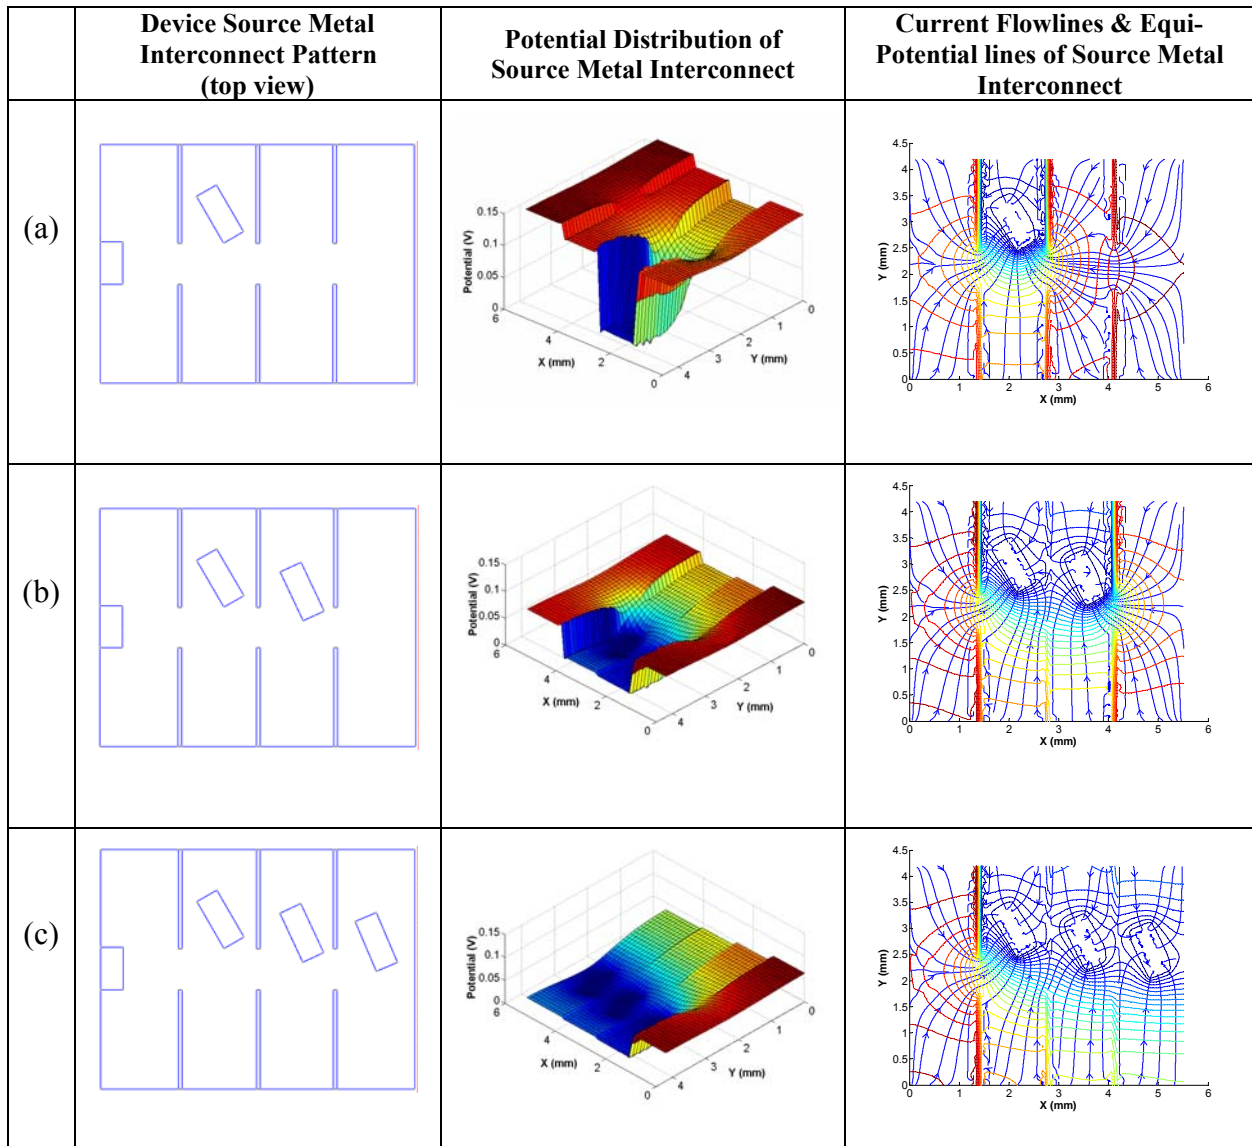 Device Source Metal
Interconnect Pattern
(top view)
Potential Distribution of
Source Metal Interconnect
Current Flowlines & Equi-
Potential lines of Source Metal
Interconnect
(a)
0.15
0.1
0.05
0
Potential (V)
6
4
2
0
X (mm)
4
3
2
1
0
Y (mm)
4.5
4
3.5
3
2.5
2
1.5
1
0.5
0
Y (mm)
0 1 2 3 4 5 6
X (mm)
(b)
0.15
0.1
0.05
0
Potential (V)
6
4
2
0
X (mm)
4
3
2
1
0
Y (mm)
4.5
4
3.5
3
2.5
2
1.5
1
0.5
0
Y (mm)
0 1 2 3 4 5 6
X (mm)
(c)
0.15
0.1
0.05
0
Potential (V)
6
4
2
0
X (mm)
4
3
2
1
0
Y (mm)
4.5
4
3.5
3
2.5
2
1.5
1
0.5
0
Y (mm)
0 1 2 3 4 5 6
X (mm)